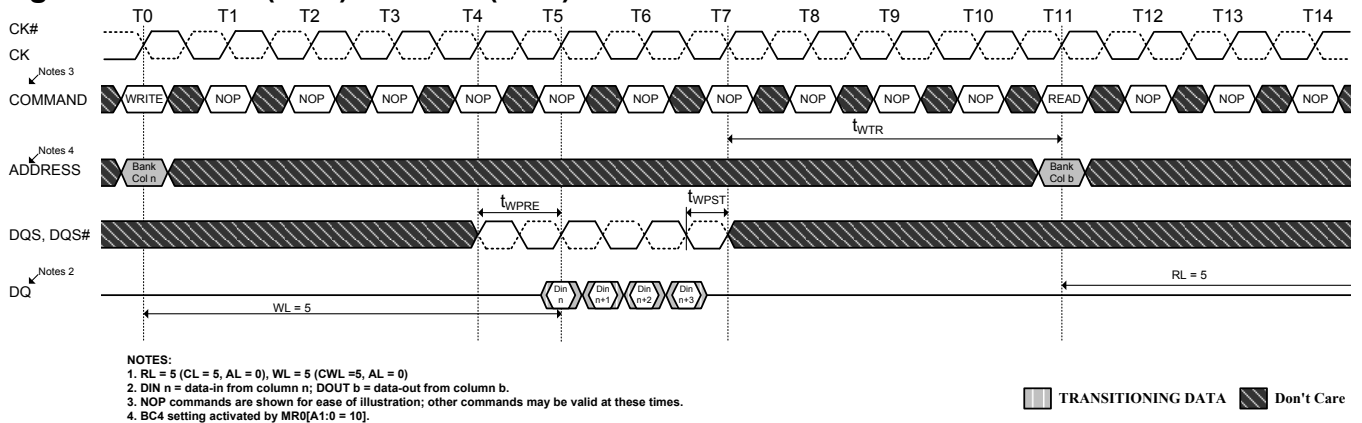 T0 T1 T2 T3 T4 T5 T6 T7 T8 T9 T10 T11 T12 T13 T14
CK#
CK
Notes 3
COMMAND WRITE NOP NOP NOP NOP NOP NOP NOP NOP NOP NOP READ NOP NOP NOP
tWTR
Notes 4
ADDRESS
Bank Col n
Bank Col b
tWPRE
tWPST
DQS, DQS#
Notes 2
DQ
Din n
Din n+1
Din n+2
Din n+3
RL = 5
WL = 5
NOTES:
1. RL = 5 (CL = 5, AL = 0), WL = 5 (CWL =5, AL = 0)
2. DIN n = data-in from column n; DOUT b = data-out from column b.
3. NOP commands are shown for ease of illustration; other commands may be valid at these times.
4. BC4 setting activated by MR0[A1:0 = 10].
TRANSITIONING DATA
Don't Care